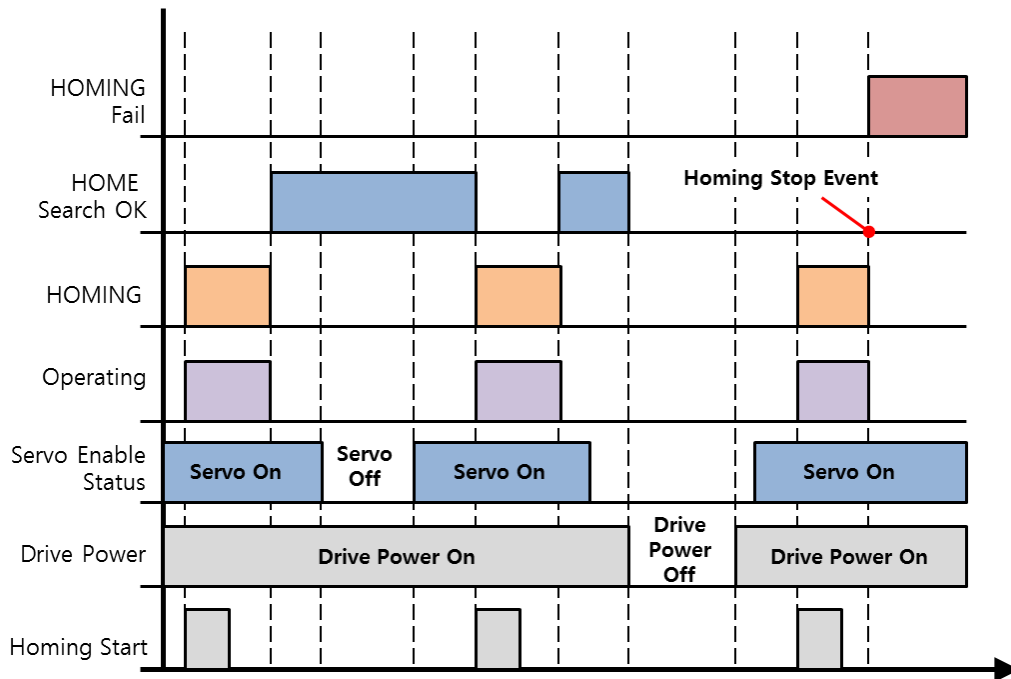 HOMING
Fail
HOME
Search OK
Homing Stop Event
HOMING
Operating
Servo Enable
Status
Servo On
Servo
Off
Servo On
Servo On
Drive Power
Drive Power On
Drive
Power
Off
Drive Power On
Homing Start